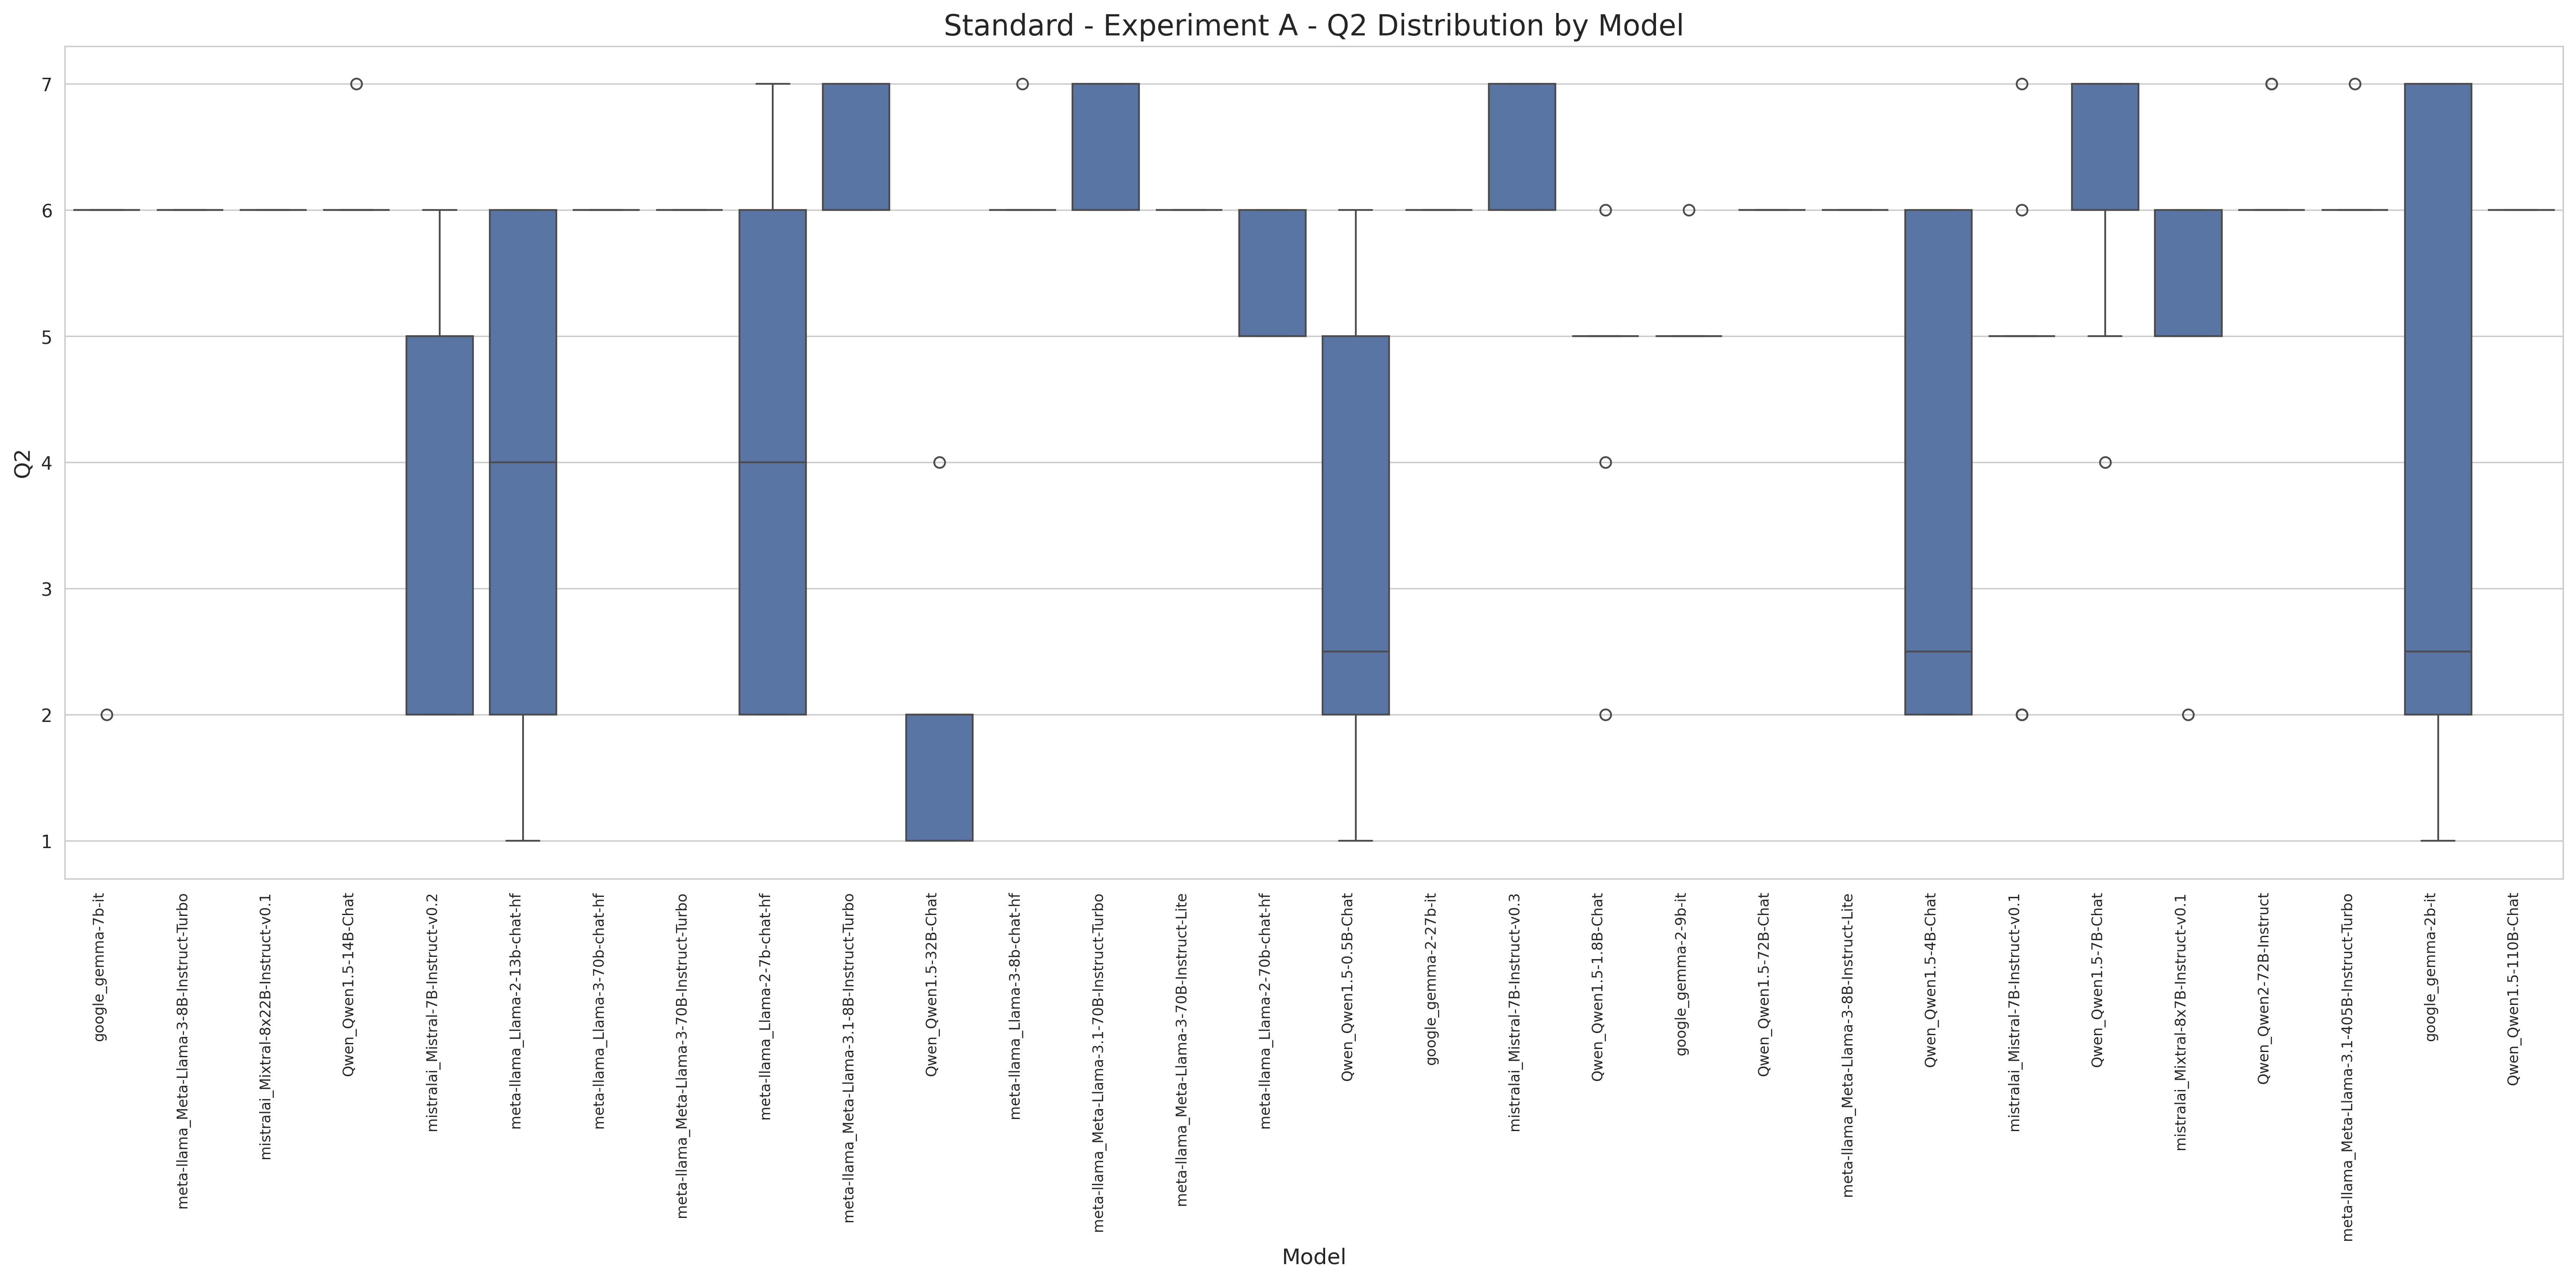 Standard - Experiment A - Q2 Distribution by Model
Q2
7
6
5
4
3
2
1
google_gemma-7b-it
meta-llama_Meta-Llama-3-8B-Instruct-Turbo
mistralai_Mixtral-8x22B-Instruct-v0.1
Qwen_Qwen1.5-14B-Chat
mistralai_Mistral-7B-Instruct-v0.2
meta-llama_Llama-2-13b-chat-hf
meta-llama_Llama-3-70b-chat-hf
meta-llama_Meta-Llama-3-70B-Instruct-Turbo
meta-llama_Llama-2-7b-chat-hf
meta-llama_Meta-Llama-3.1-8B-Instruct-Turbo
Qwen_Qwen1.5-32B-Chat
meta-llama_Llama-3-8b-chat-hf
meta-llama_Meta-Llama-3.1-70B-Instruct-Turbo
meta-llama_Meta-Llama-3-70B-Instruct-Lite
meta-llama_Llama-2-70b-chat-hf
Qwen_Qwen1.5-0.5B-Chat
google_gemma-2-27b-it
mistralai_Mistral-7B-Instruct-v0.3
Qwen_Qwen1.5-1.8B-Chat
google_gemma-2-9b-it
Qwen_Qwen1.5-72B-Chat
meta-llama_Meta-Llama-3-8B-Instruct-Lite
Qwen_Qwen1.5-4B-Chat
mistralai_Mistral-7B-Instruct-v0.1
Qwen_Qwen1.5-7B-Chat
mistralai_Mixtral-8x7B-Instruct-v0.1
Qwen_Qwen2-72B-Instruct
meta-llama_Meta-Llama-3.1-405B-Instruct-Turbo
google_gemma-2b-it
Qwen_Qwen1.5-110B-Chat
Model